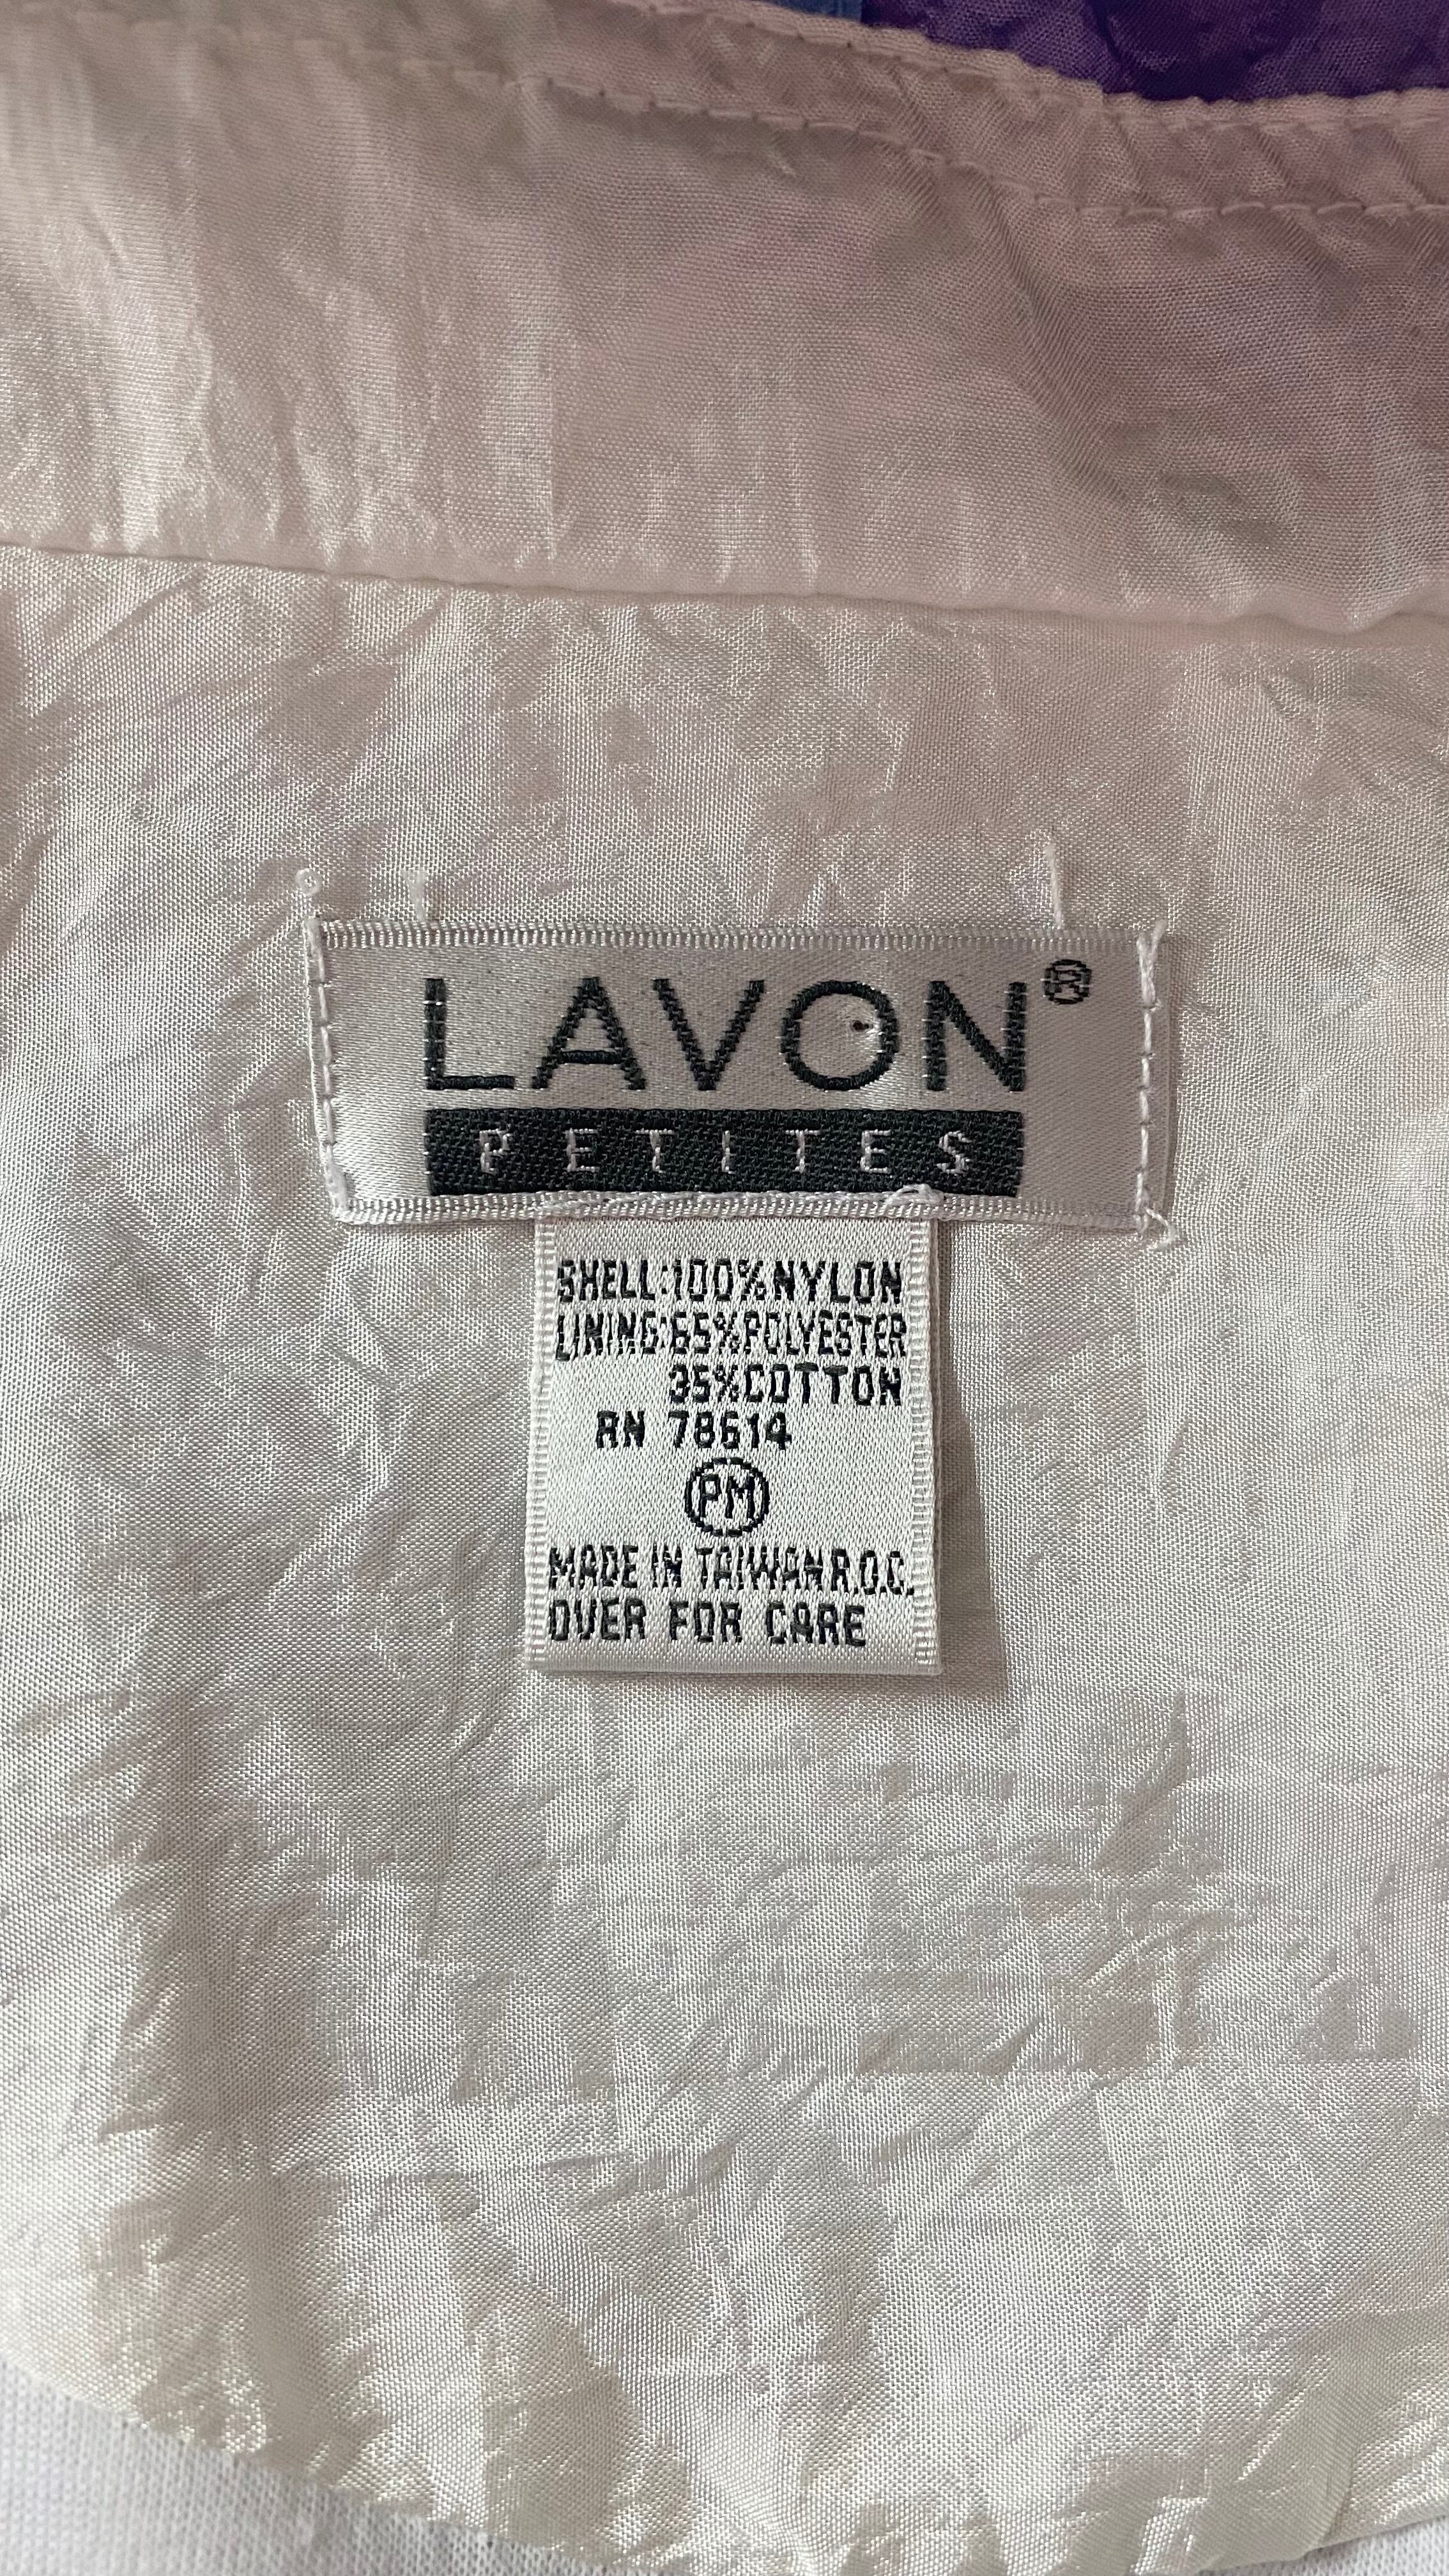 LAVON®
PETITES
SHELL:100%NYLON
LINING:65%POLYESTER
35%COTTON
RN 78614
PM
MADE IN TAIWAN R.O.C.
OVER FOR CARE